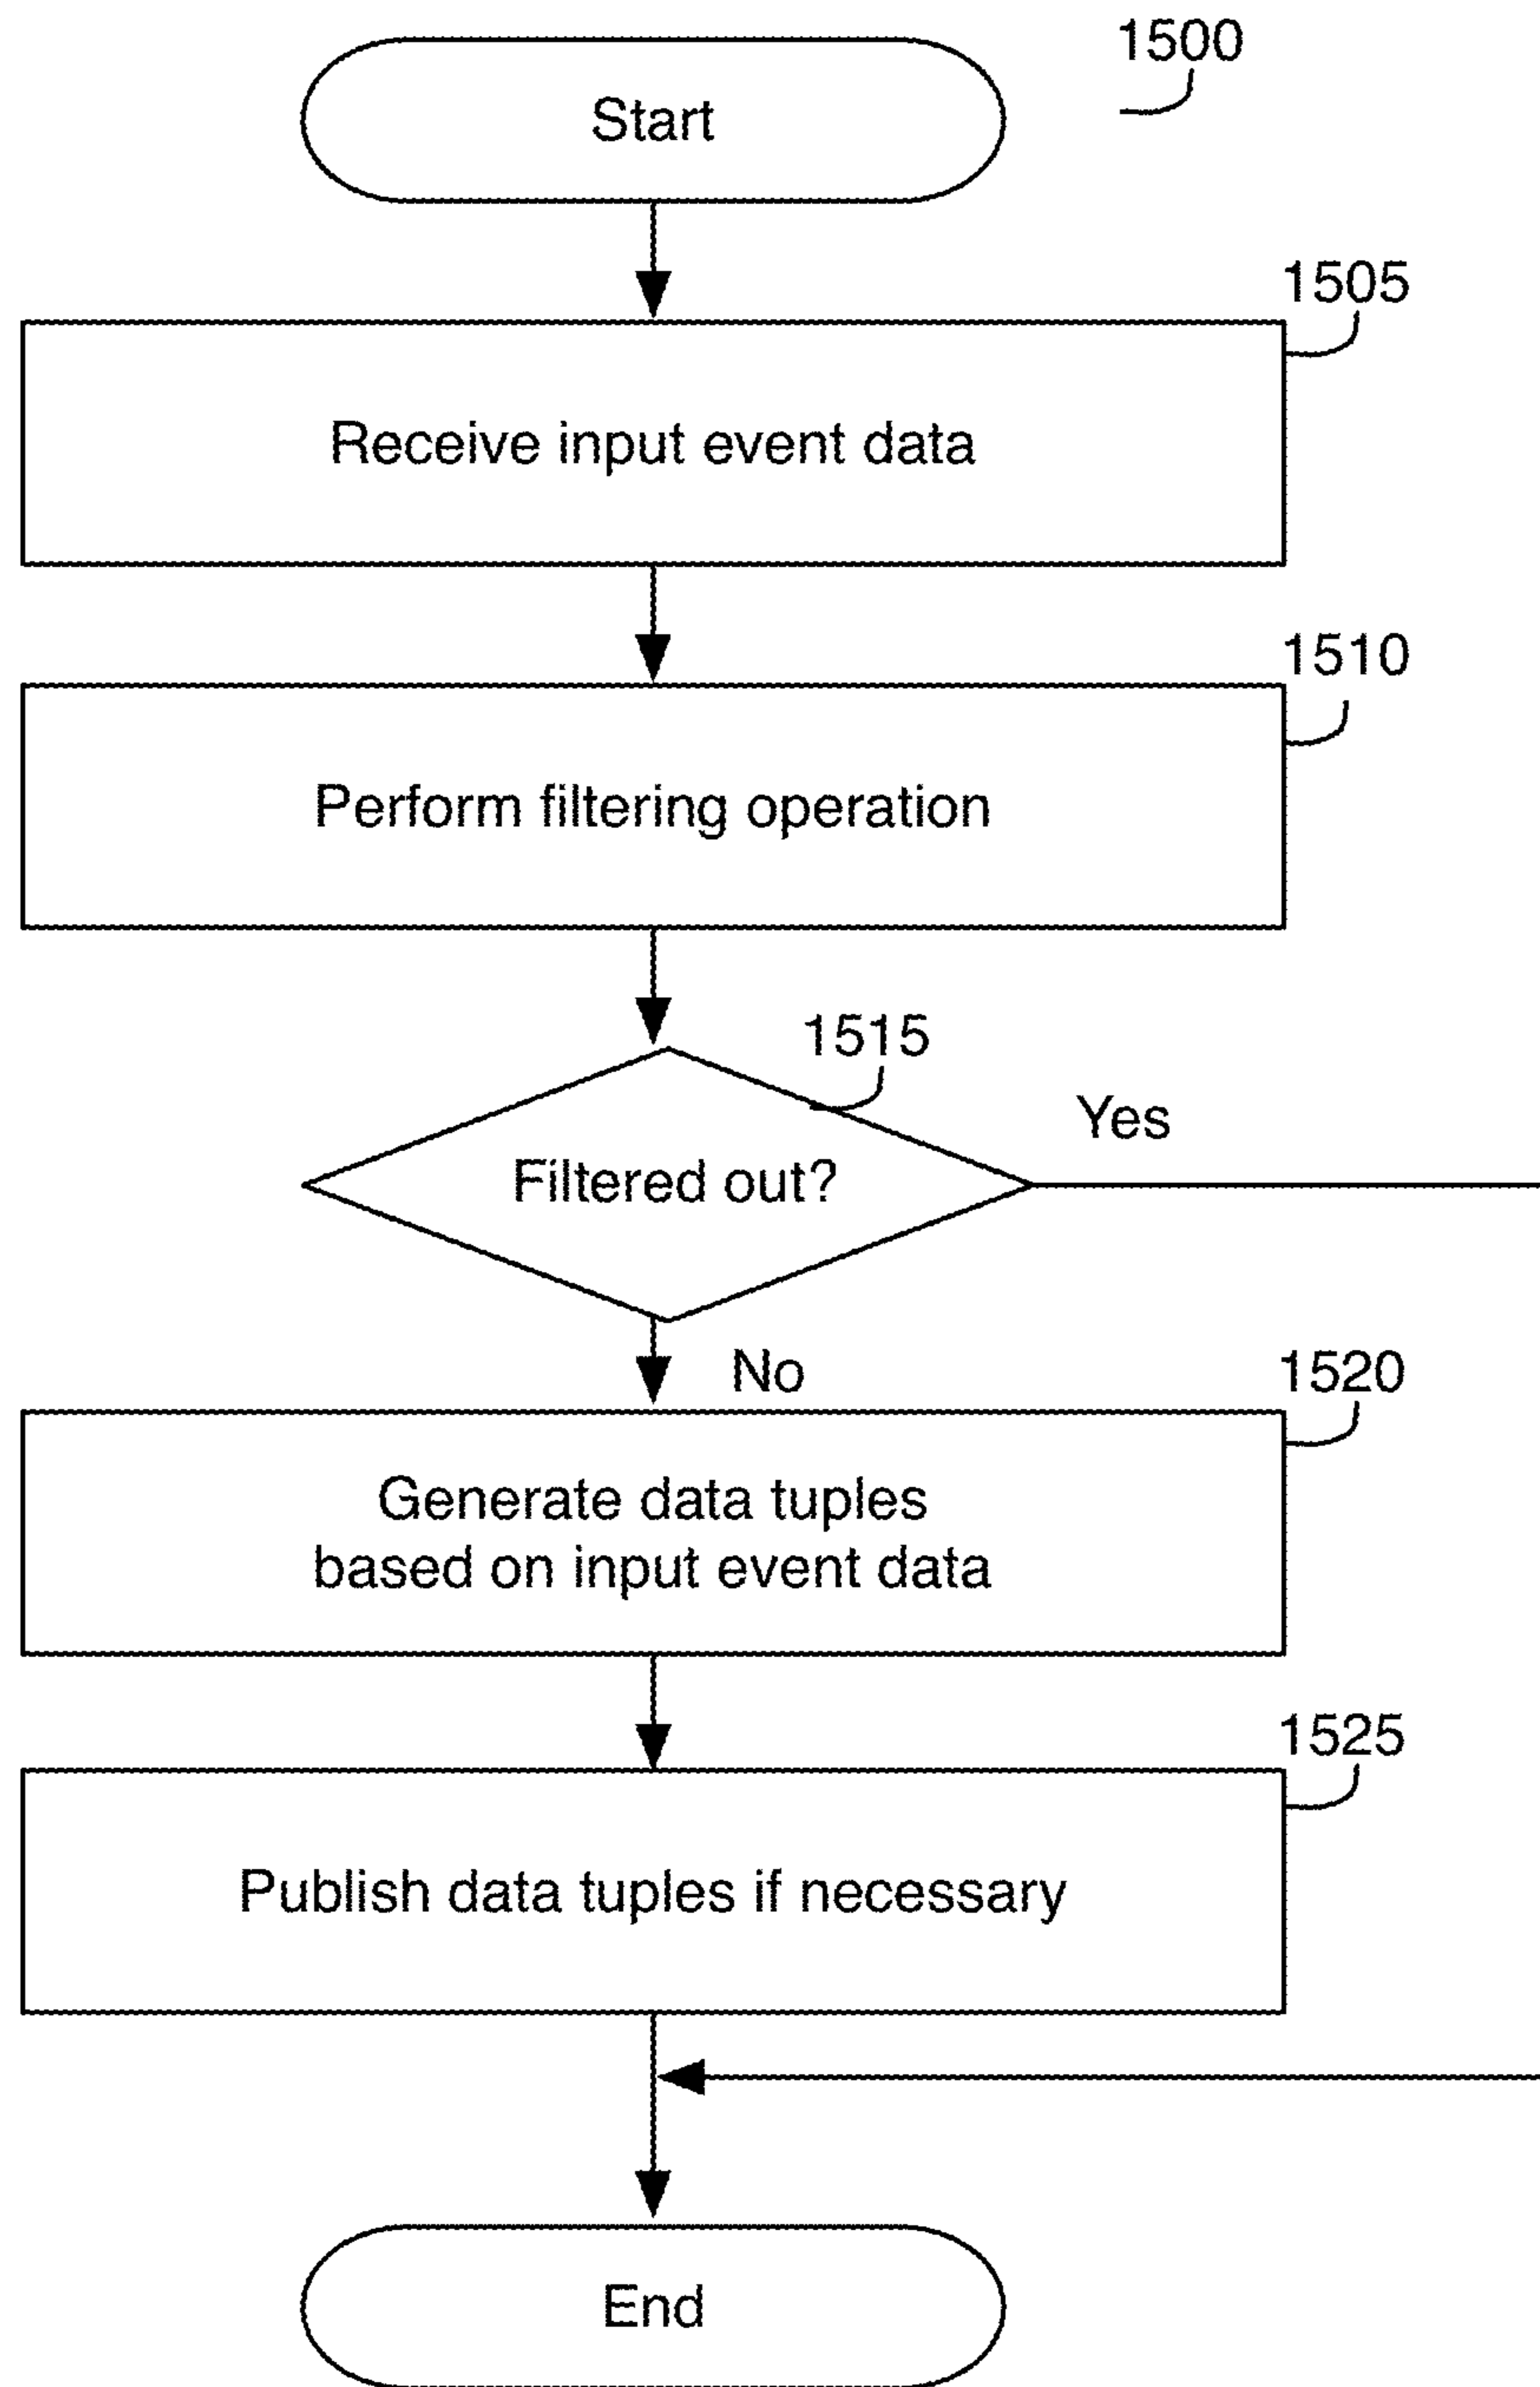 1500
Start
1505
Receive input event data
1510
Perform filtering operation
1515
Yes
Filtered out?
No
1520
Generate data tuples
based on input event data
1525
Publish data tuples if necessary
End